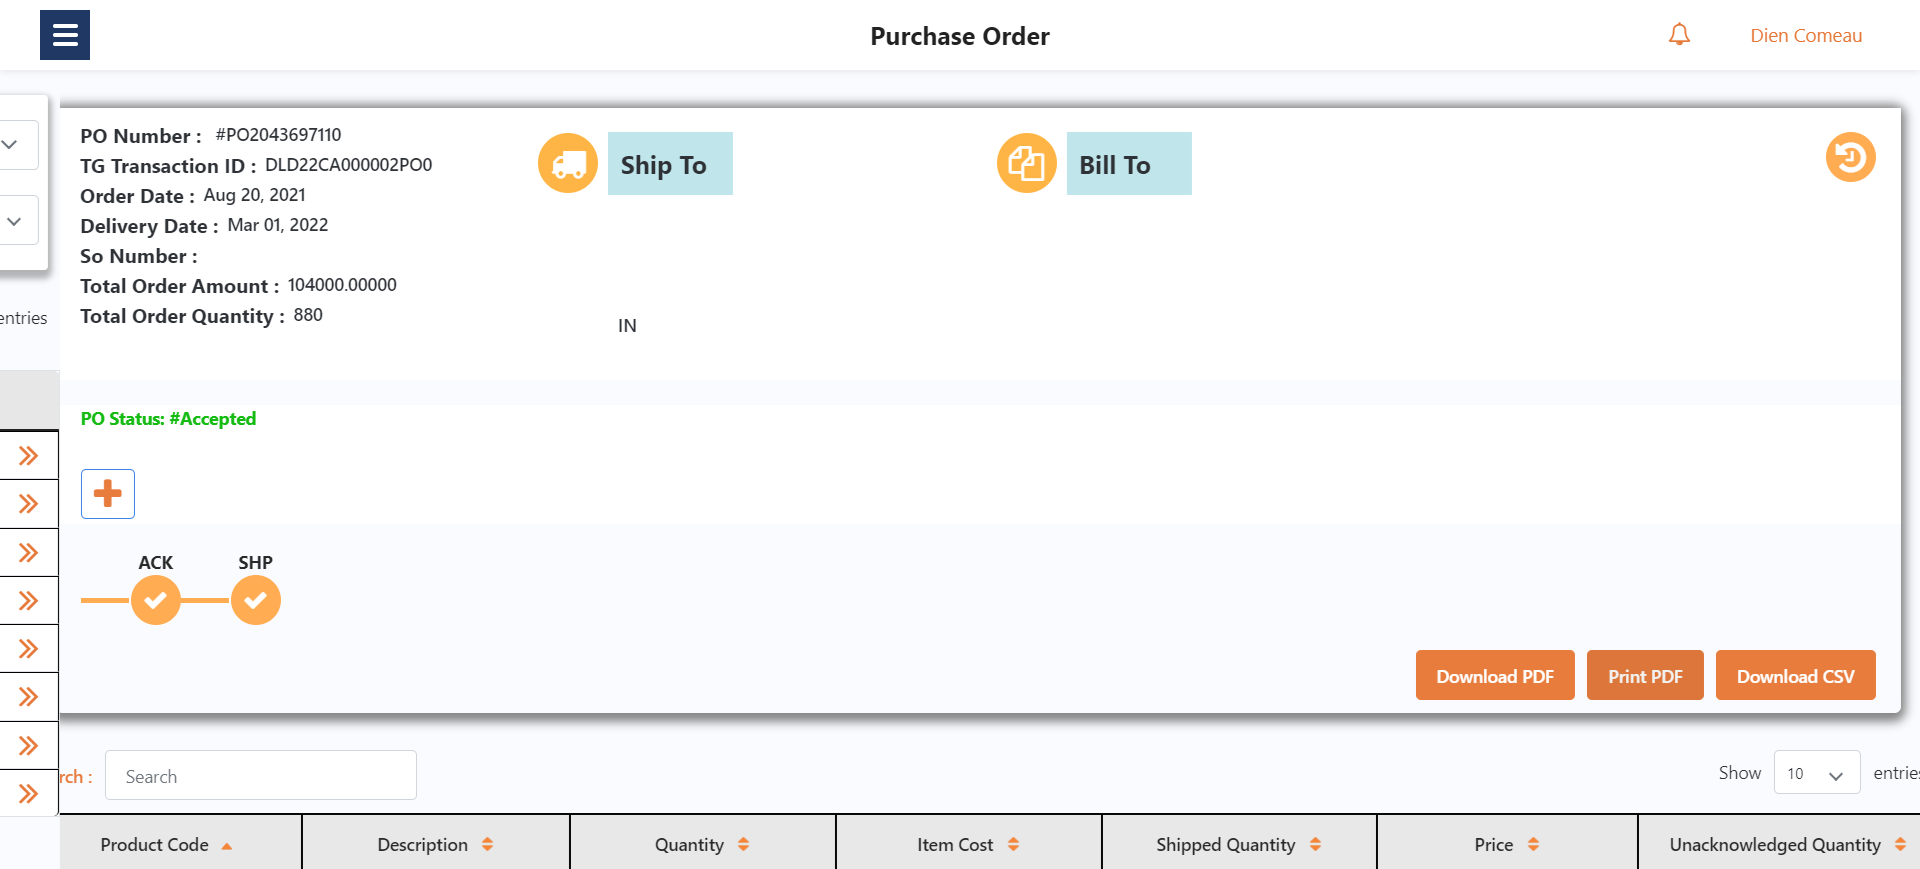 Purchase Order
Dien Comeau
PO Number : #PO2043697110
TG Transaction ID : DLD22CA000002PO0
Order Date : Aug 20, 2021
Delivery Date : Mar 01, 2022
So Number :
Total Order Amount : 104000.00000
Total Order Quantity : 880
Ship To
IN
Bill To
entries
PO Status: #Accepted
ACK SHP
Download PDF Print PDF Download CSV
rch : Search
Show 10 entries
Product Code Description Quantity Item Cost Shipped Quantity Price Unacknowledged Quantity